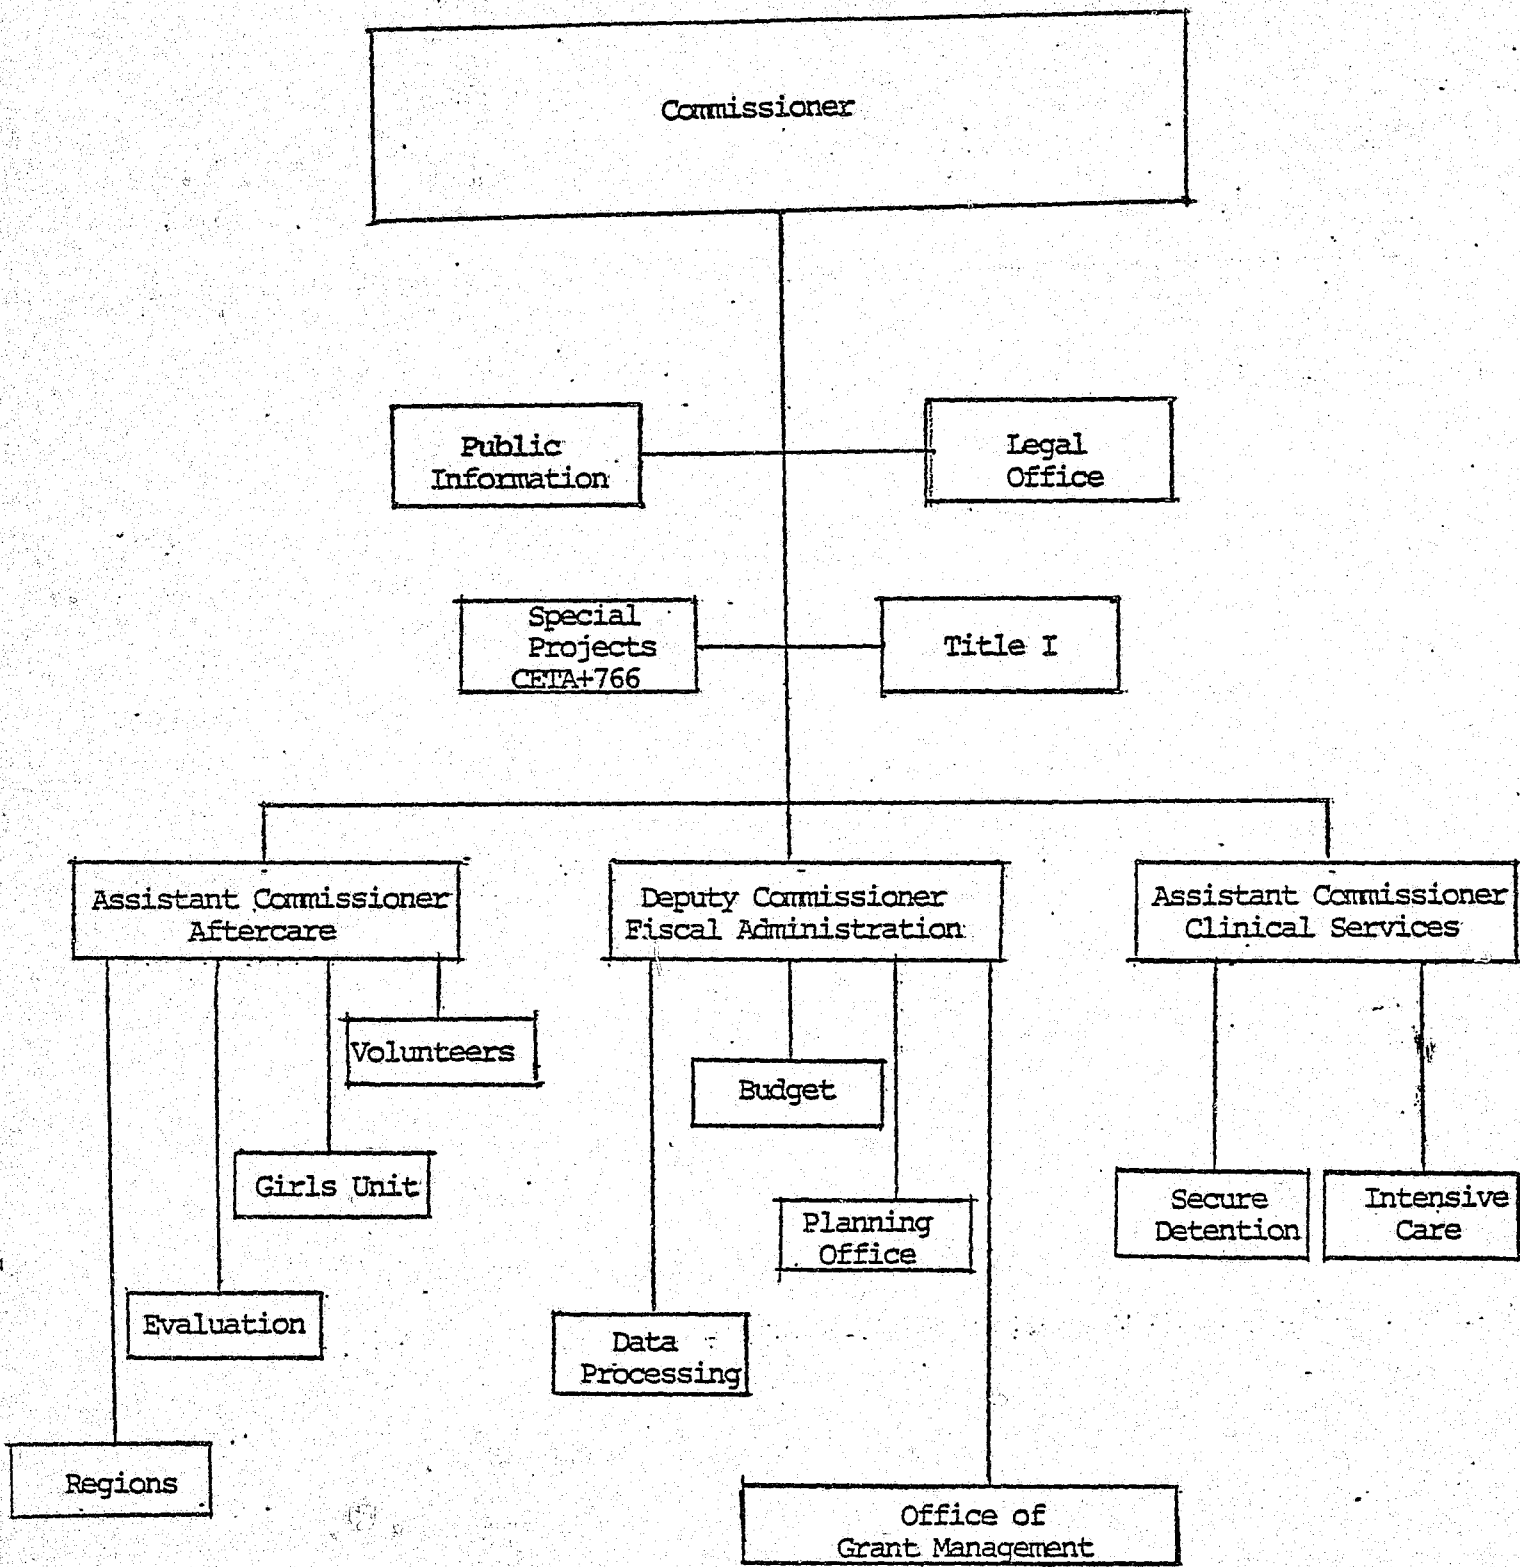 Commissioner
Public
Information
Legal
Office
Special
Projects
CETA+766
Title I
Assistant Commissioner
Aftercare
Deputy Commissioner
Fiscal Administration
Assistant Commissioner
Clinical Services
Volunteers
Budget
Girls Unit
Planning
Office
Secure
Detention
Intensive
Care
Evaluation
Data
Processing
Regions
Office of
Grant Management